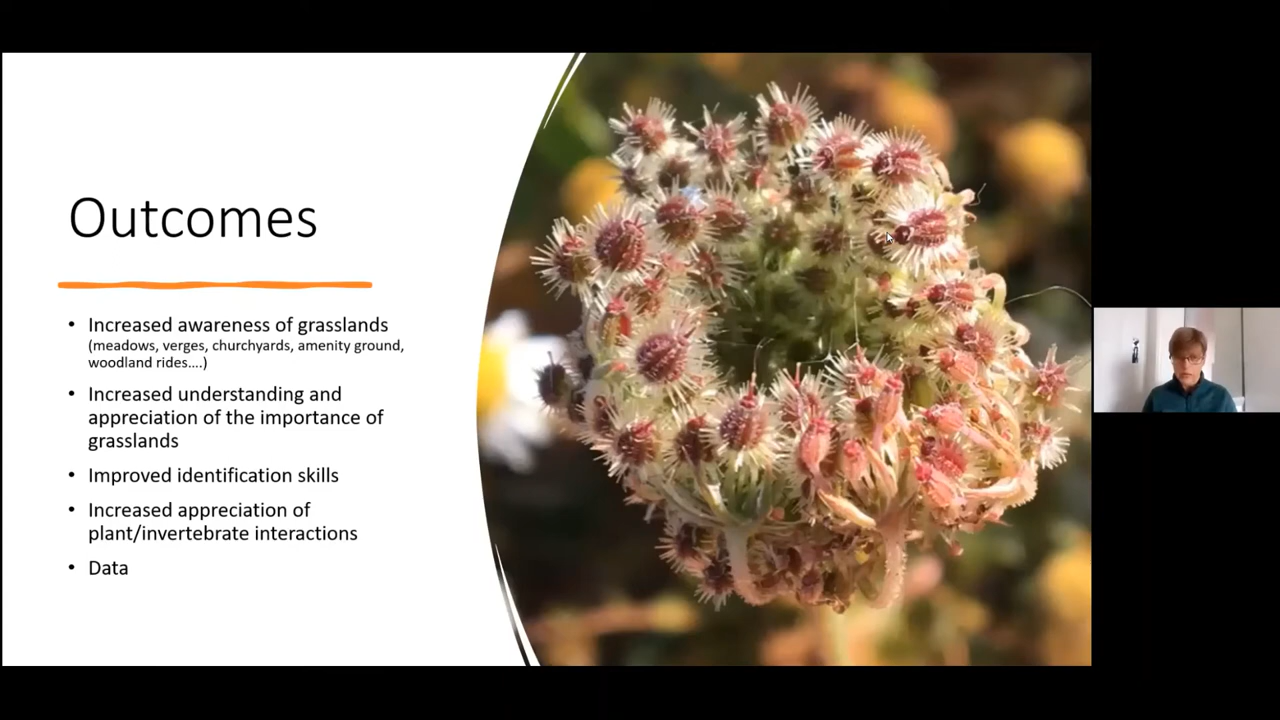 Outcomes
• Increased awareness of grasslands
(meadows, verges, churchyards, amenity ground,
woodland rides....)
• Increased understanding and
appreciation of the importance of
grasslands
• Improved identification skills
• Increased appreciation of
plant/invertebrate interactions
• Data